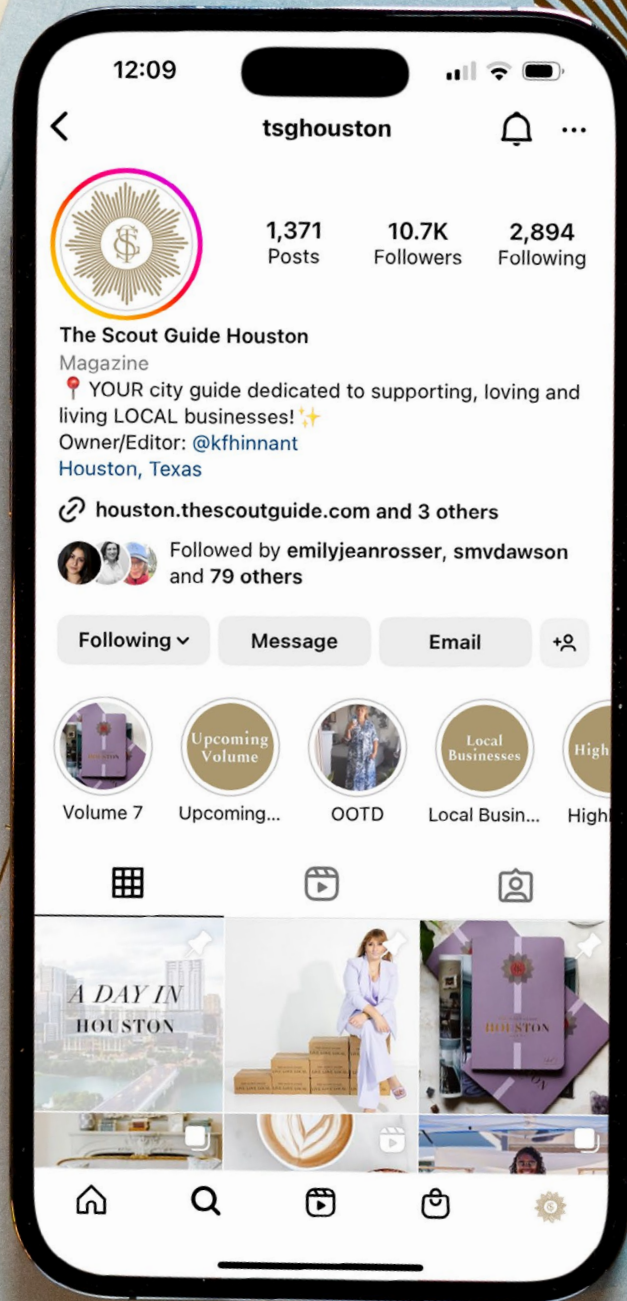 12:09
tsghouston
1,371
Posts
10.7K
Followers
2,894
Following
The Scout Guide Houston
Magazine
YOUR city guide dedicated to supporting, loving and
living LOCAL businesses!
Owner/Editor: @kfhinnant
Houston, Texas
houston.thescoutguide.com and 3 others
Followed by emilyjeanrosser, smvdawson
and 79 others
Following
Message
Email
Upcoming
Volume
Local
Businesses
High
Volume 7
Upcoming...
OOTD
Local Busin...
Highl
A DAY IN
HOUSTON
HOUSTON